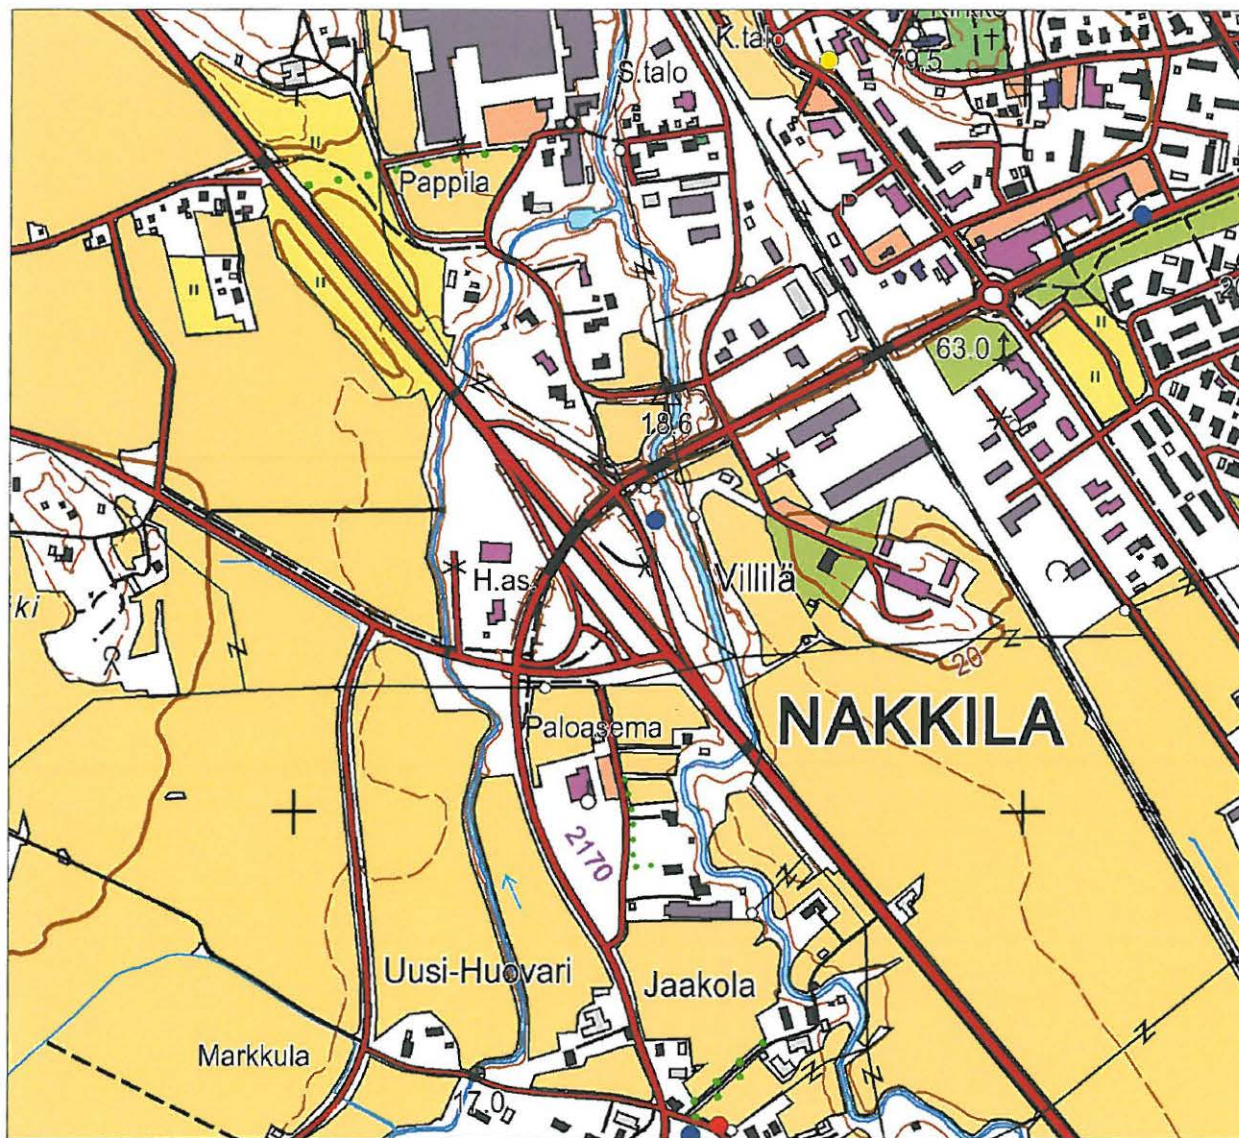 K.talo
79.5
S.talo
Pappila
63.0
18.6
H.as
Villilä
ki
20
NAKKILA
Paloasema
2170
Uusi-Huovari
Jaakola
Markkula
17.0